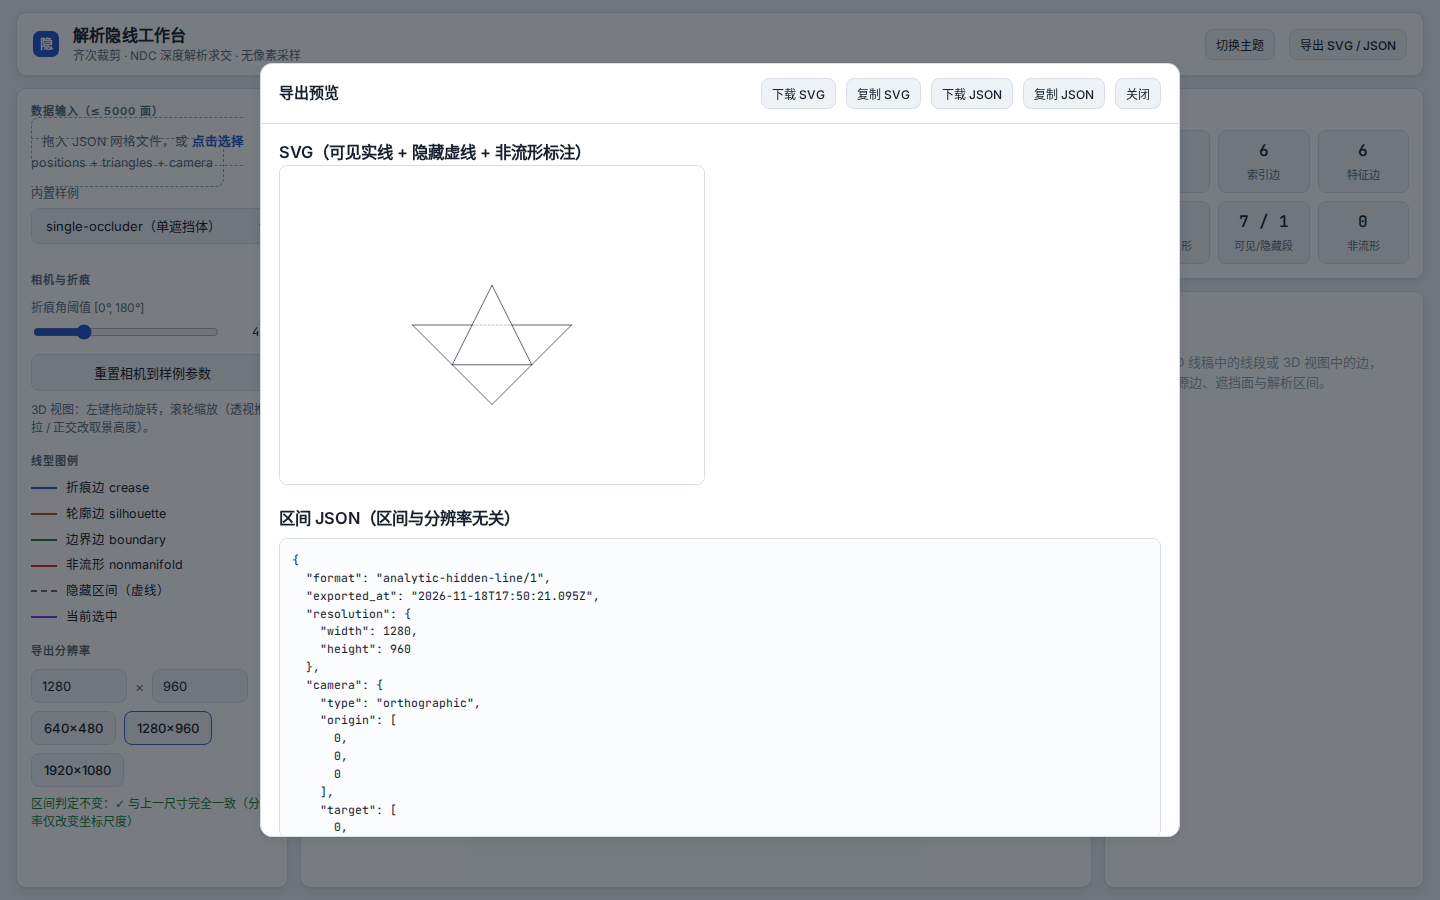 隐
解析隐线工作台
齐次裁剪 · NDC 深度解析求交 · 无像素采样
切换主题
导出 SVG / JSON
数据输入（≤ 5000 面）
拖入 JSON 网格文件，或 点击选择
positions + triangles + camera
内置样例
single-occluder（单遮挡体）
相机与折痕
折痕角阈值 [0°, 180°]
4
重置相机到样例参数
3D 视图：左键拖动旋转，滚轮缩放（透视推
拉 / 正交改取景高度）。
线型图例
折痕边 crease
轮廓边 silhouette
边界边 boundary
非流形 nonmanifold
隐藏区间（虚线）
当前选中
导出分辨率
1280 × 960
640×480
1280×960
1920×1080
区间判定不变：✓ 与上一尺寸完全一致（分
率仅改变坐标尺度）
导出预览
下载 SVG
复制 SVG
下载 JSON
复制 JSON
关闭
SVG（可见实线 + 隐藏虚线 + 非流形标注）
区间 JSON（区间与分辨率无关）
{
"format": "analytic-hidden-line/1",
"exported_at": "2026-11-18T17:50:21.095Z",
"resolution": {
"width": 1280,
"height": 960
},
"camera": {
"type": "orthographic",
"origin": [
0,
0,
0
],
"target": [
0,
6
索引边
6
特征边
形
7 / 1
可见/隐藏段
0
非流形
线稿中的线段或 3D 视图中的边，
源边、遮挡面与解析区间。